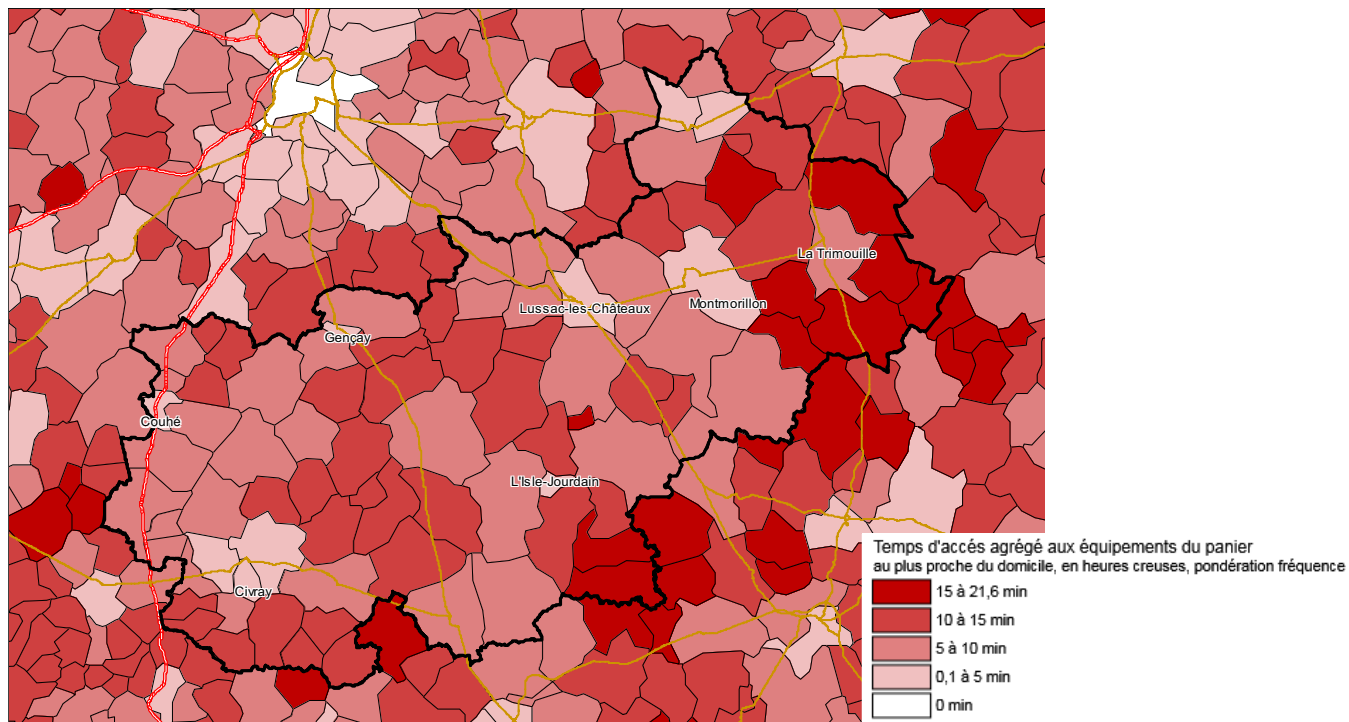 La Trimouille
Lussac-les-Châteaux
Montmorillon
Gençay
Couhé
L'Isle-Jourdain
Civray
Temps d'accés agrégé aux équipements du panier
au plus proche du domicile, en heures creuses, pondération fréquence
15 à 21,6 min
10 à 15 min
5 à 10 min
0,1 à 5 min
0 min